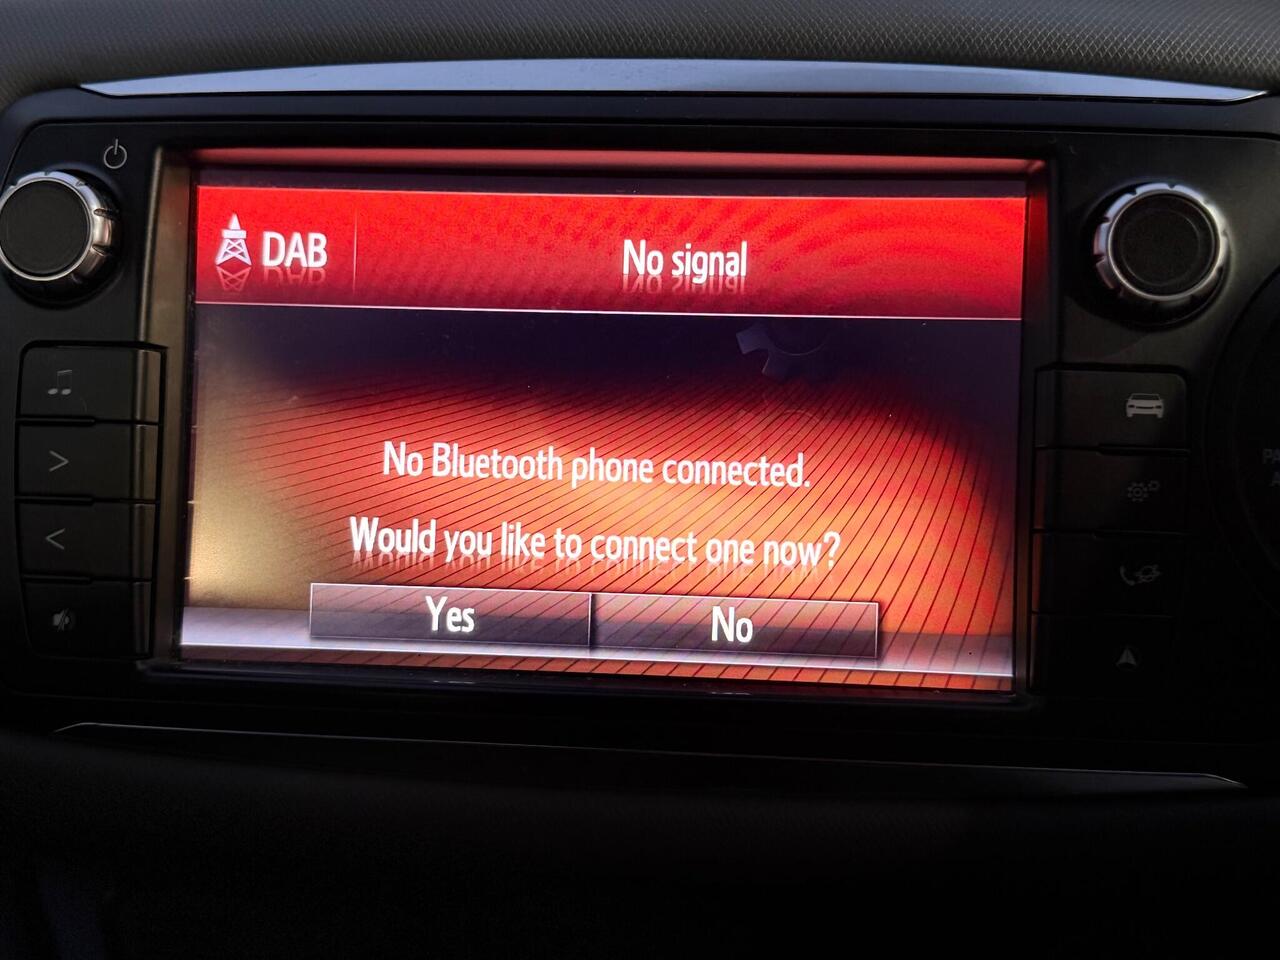 DAB
No signal
No Bluetooth phone connected.
Would you like to connect one now?
Yes
No